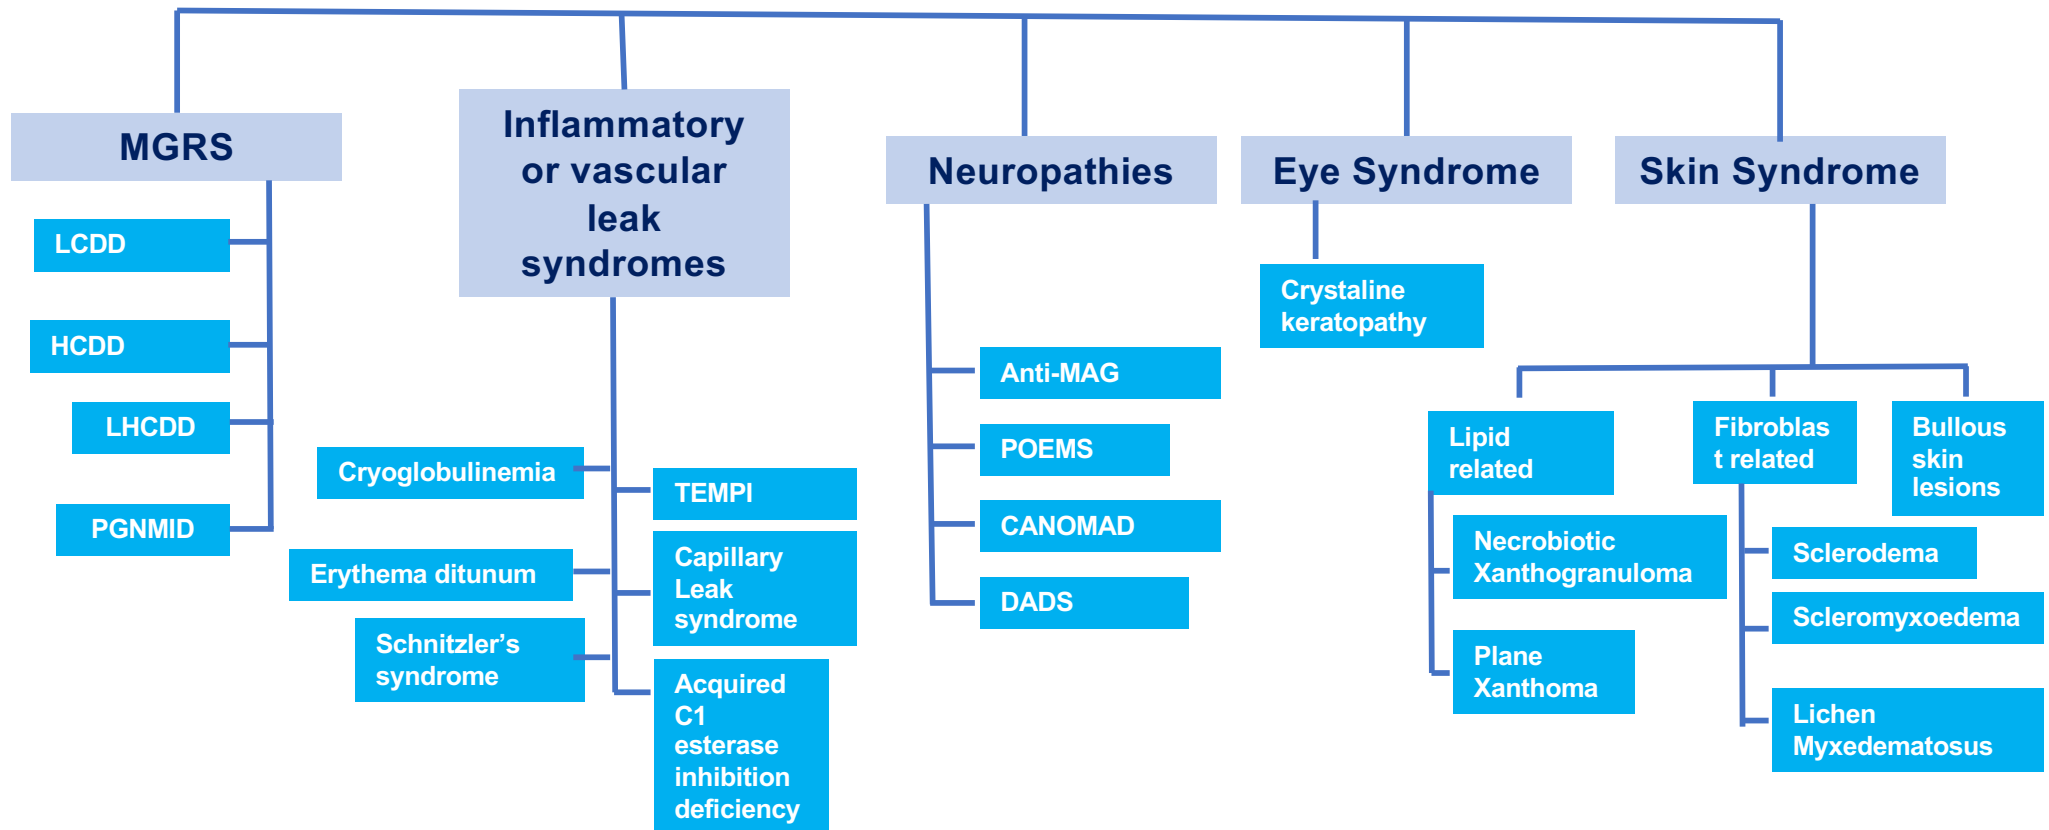 MGRS
LCDD
HCDD
LHCDD
PGNMID
Inflammatory
or vascular
leak
syndromes
Cryoglobulinemia
Erythema ditunum
Schnitzler’s
syndrome
TEMPI
Capillary
Leak
syndrome
Acquired
C1
esterase
inhibition
deficiency
Neuropathies
Anti-MAG
POEMS
CANOMAD
DADS
Eye Syndrome
Crystaline
keratopathy
Skin Syndrome
Lipid
related
Necrobiotic
Xanthogranuloma
Plane
Xanthoma
Fibroblas
t related
Sclerodema
Scleromyxoedema
Lichen
Myxedematosus
Bullous
skin
lesions